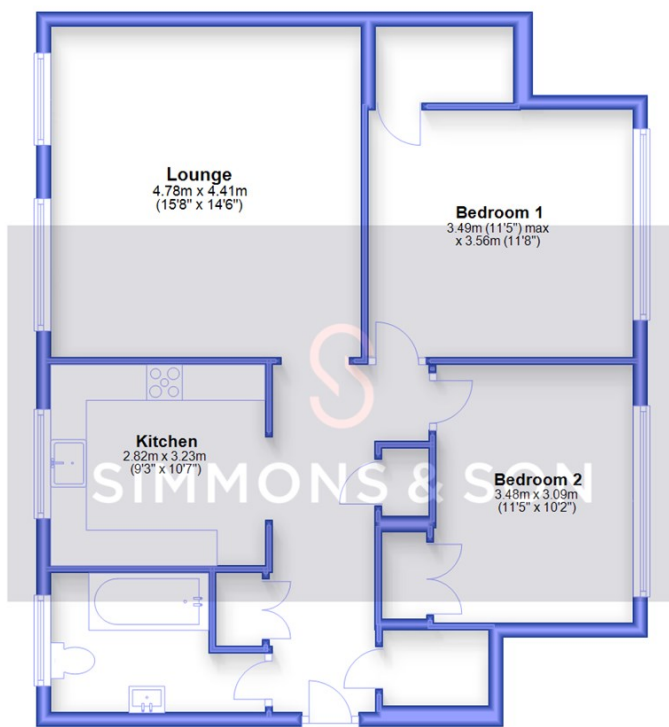 Lounge
4.78m x 4.41m
(15'8" x 14'6")
Bedroom 1
3.49m (11'5") max
x 3.56m (11'8")
Kitchen
2.82m x 3.23m
(9'3" x 10'7")
SIMMONS & SON
Bedroom 2
3.48m x 3.09m
(11'5" x 10'2")